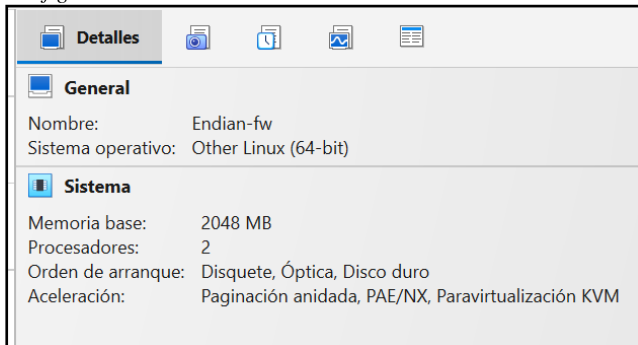 Detalles
General
Nombre: Endian-fw
Sistema operativo: Other Linux (64-bit)
Sistema
Memoria base: 2048 MB
Procesadores: 2
Orden de arranque: Disquete, Óptica, Disco duro
Aceleración: Paginación anidada, PAE/NX, Paravirtualización KVM